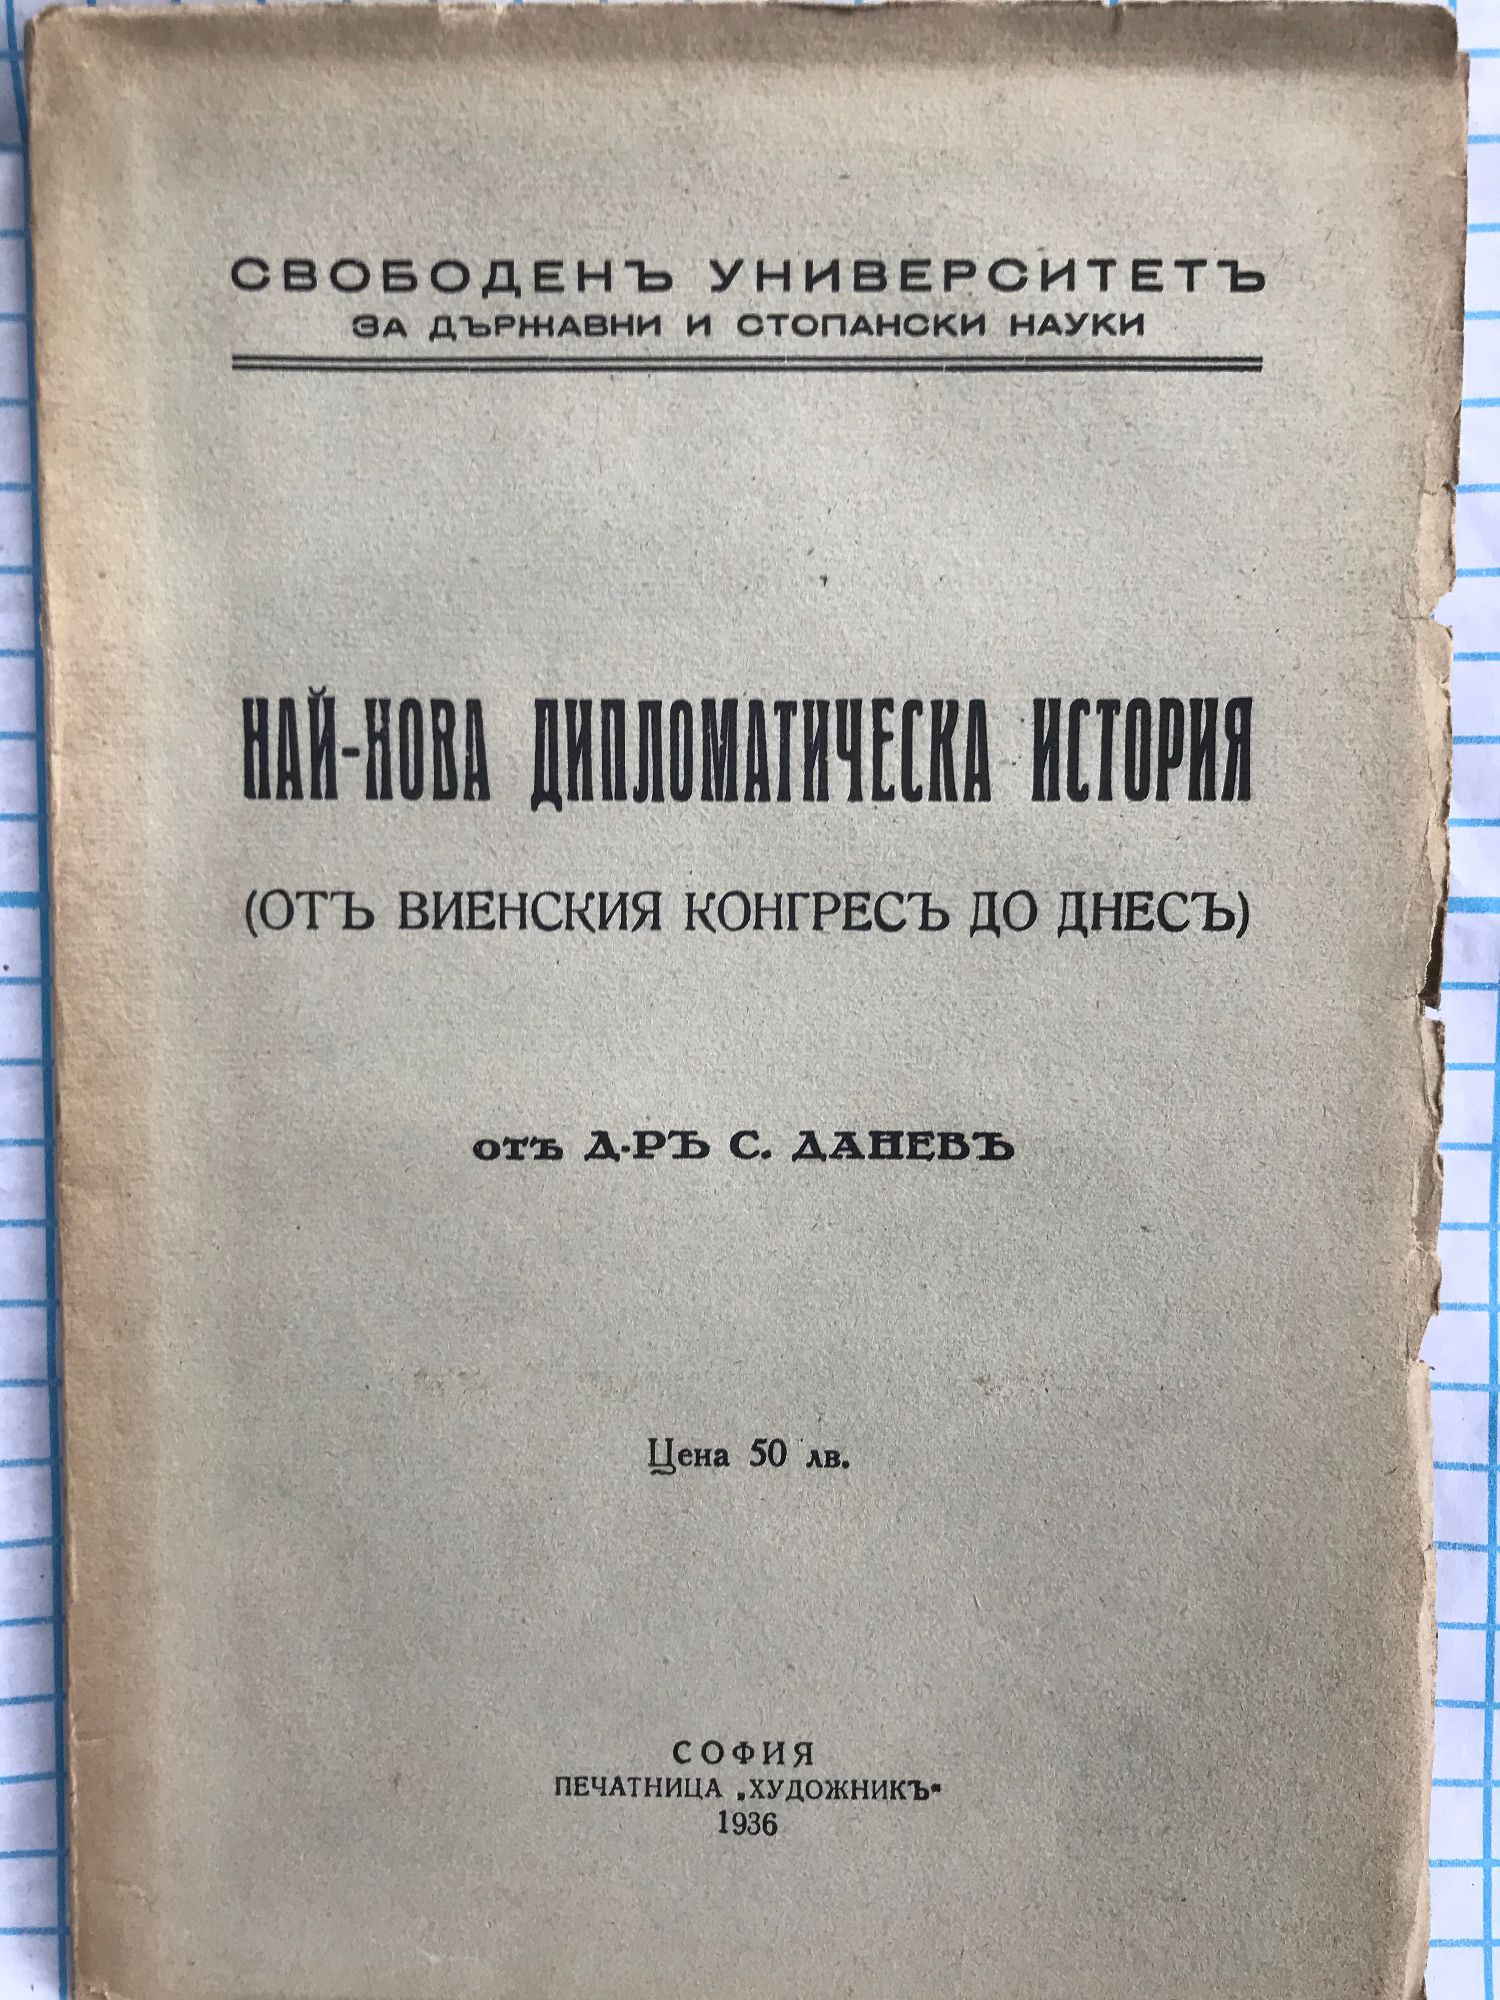 СВОБОДЕНЪ УНИВЕРСИТЕТЪ
ЗА ДЪРЖАВНИ И СТОПАНСКИ НАУКИ
НАЙ-НОВА ДИПЛОМАТИЧЕСКА ИСТОРИЯ
(ОТЪ ВИЕНСКИЯ КОНГРЕСЪ ДО ДНЕСЪ)
отъ Д-РЪ С. ДАНЕВЪ
Цена 50 лв.
СОФИЯ
ПЕЧАТНИЦА „ХУДОЖНИКЪ“
1936